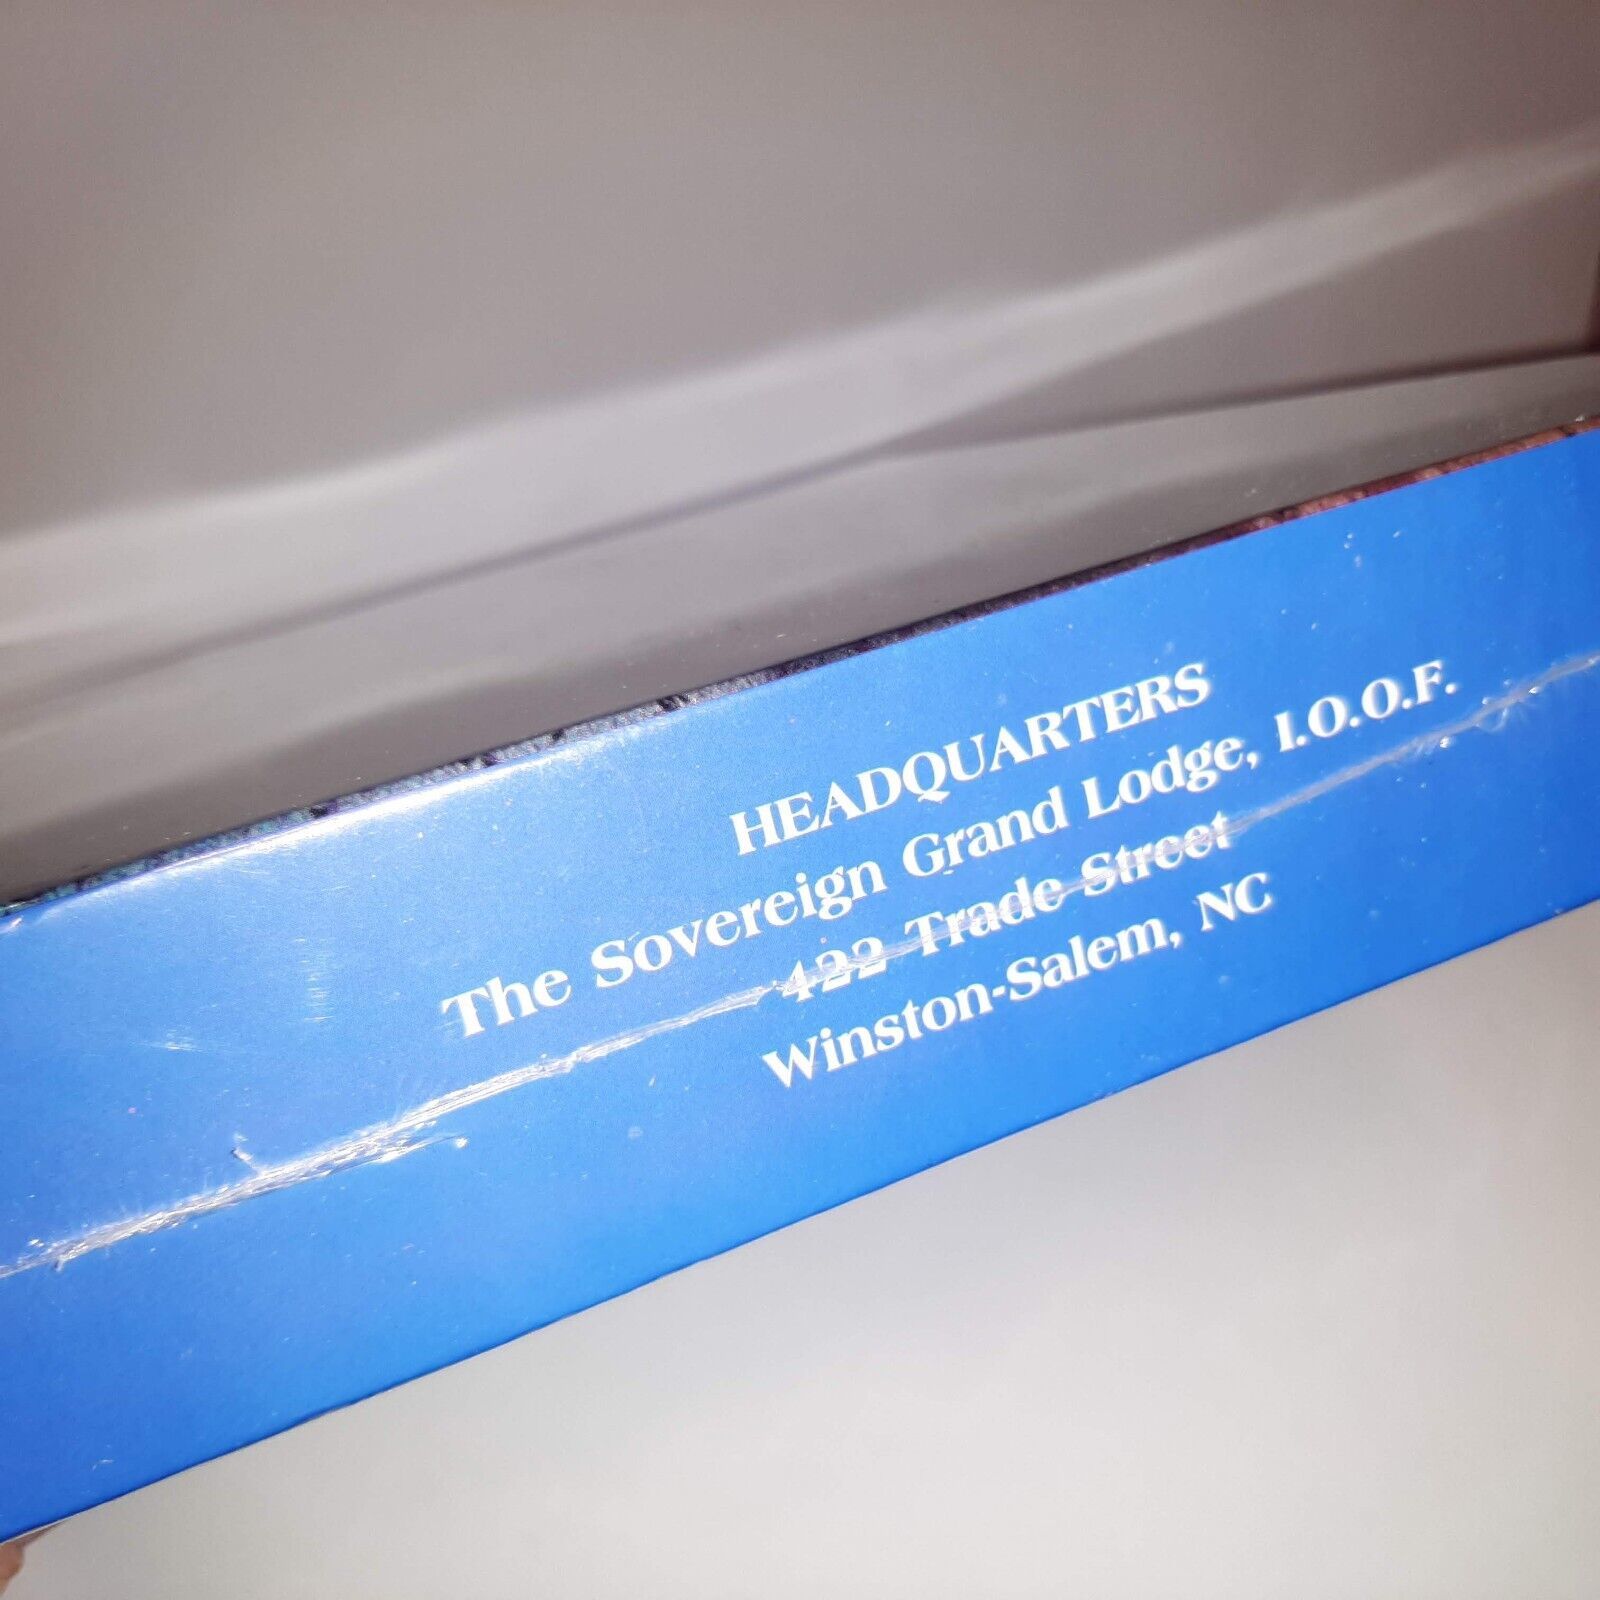 HEADQUARTERS
The Sovereign Grand Lodge, I.O.O.F.
422 Trade Street
Winston-Salem, NC